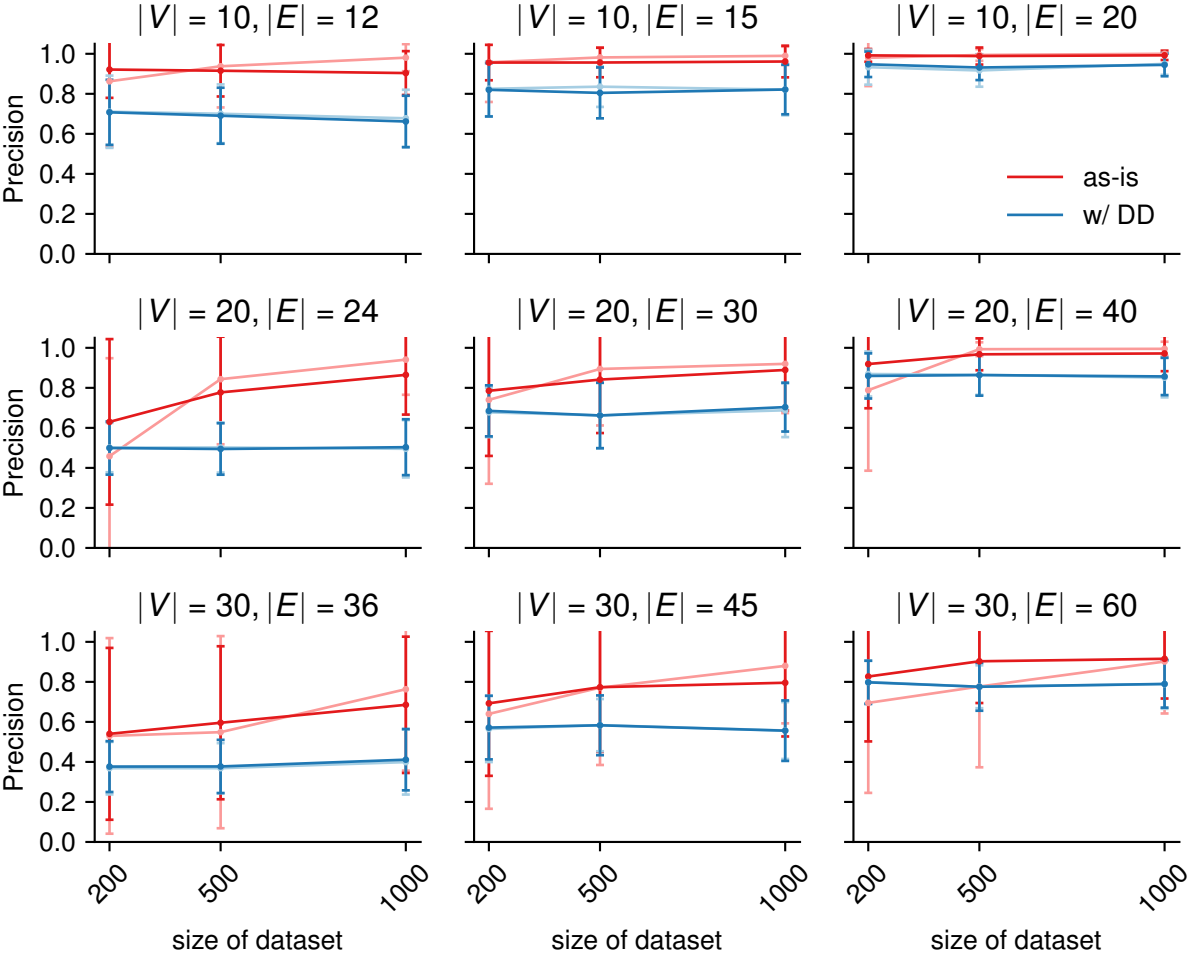 |V| = 10, |E| = 12
|V| = 10, |E| = 15
|V| = 10, |E| = 20
Precision
1.0
0.8
0.6
0.4
0.2
0.0
as-is
w/ DD
|V| = 20, |E| = 24
|V| = 20, |E| = 30
|V| = 20, |E| = 40
Precision
1.0
0.8
0.6
0.4
0.2
0.0
|V| = 30, |E| = 36
|V| = 30, |E| = 45
|V| = 30, |E| = 60
Precision
1.0
0.8
0.6
0.4
0.2
0.0
200
500
1000
200
500
1000
200
500
1000
size of dataset
size of dataset
size of dataset